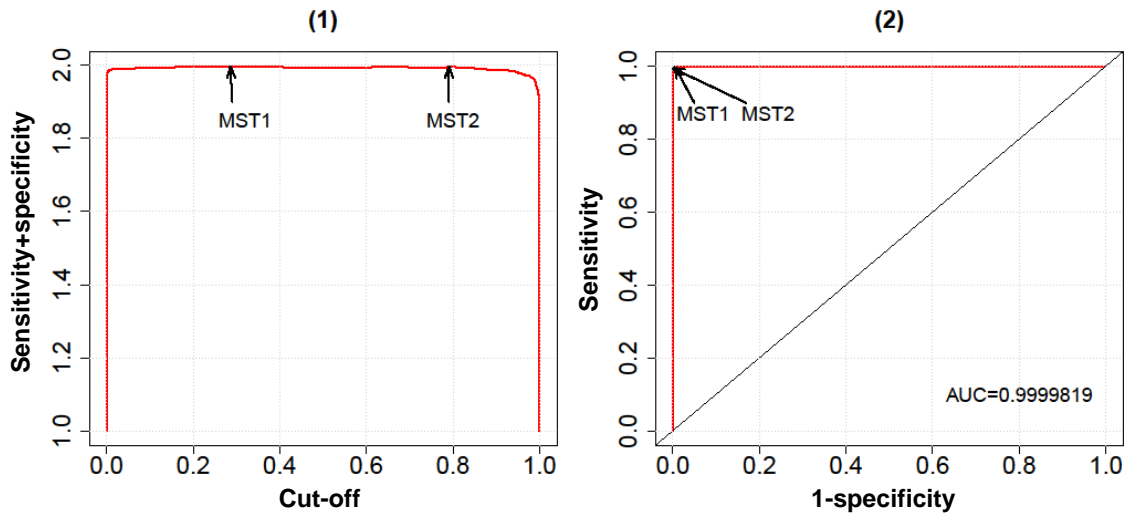 (1)
Sensitivity+specificity
2.0
1.8
1.6
1.4
1.2
1.0
MST1
MST2
0.0 0.2 0.4 0.6 0.8 1.0
Cut-off
(2)
Sensitivity
1.0
0.8
0.6
0.4
0.2
0.0
MST1 MST2
AUC=0.9999819
0.0 0.2 0.4 0.6 0.8 1.0
1-specificity